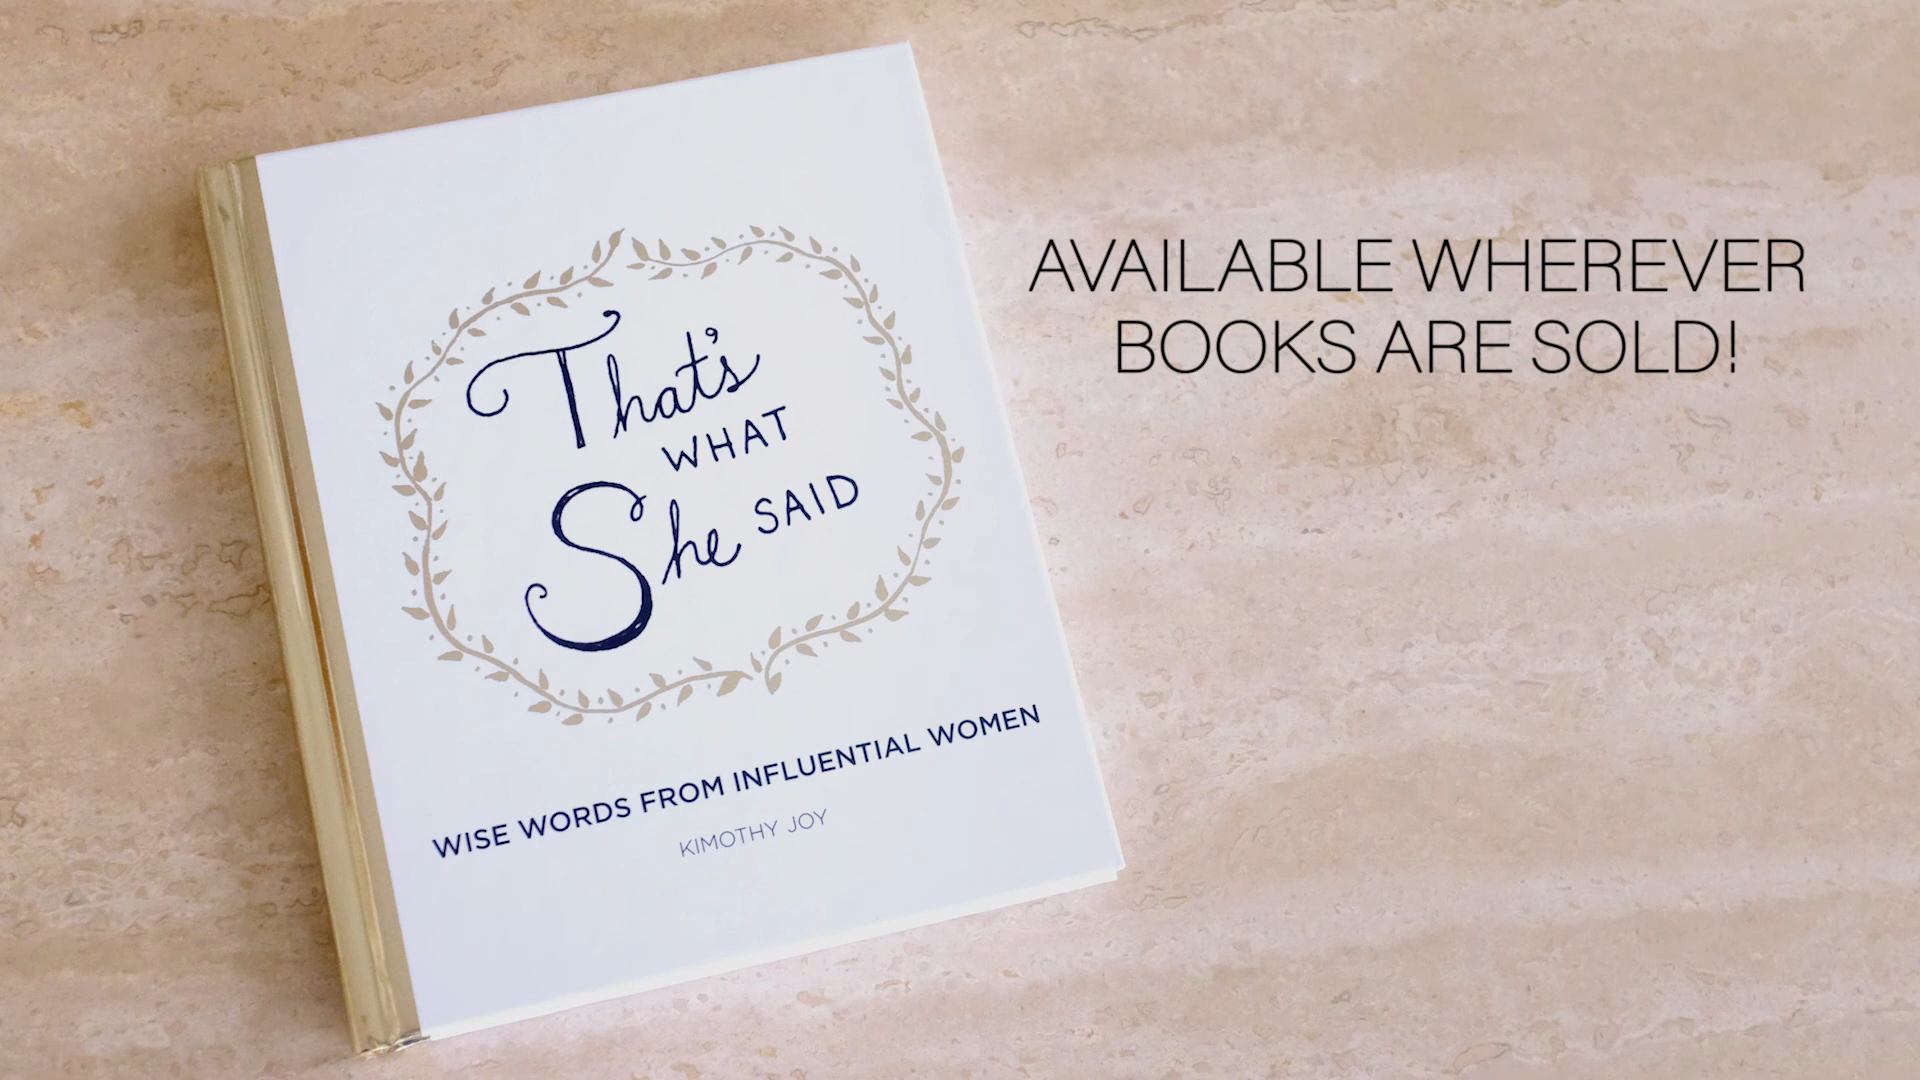 That's
WHAT
She SAID
WISE WORDS FROM INFLUENTIAL WOMEN
KIMOTHY JOY
AVAILABLE WHEREVER
BOOKS ARE SOLD!